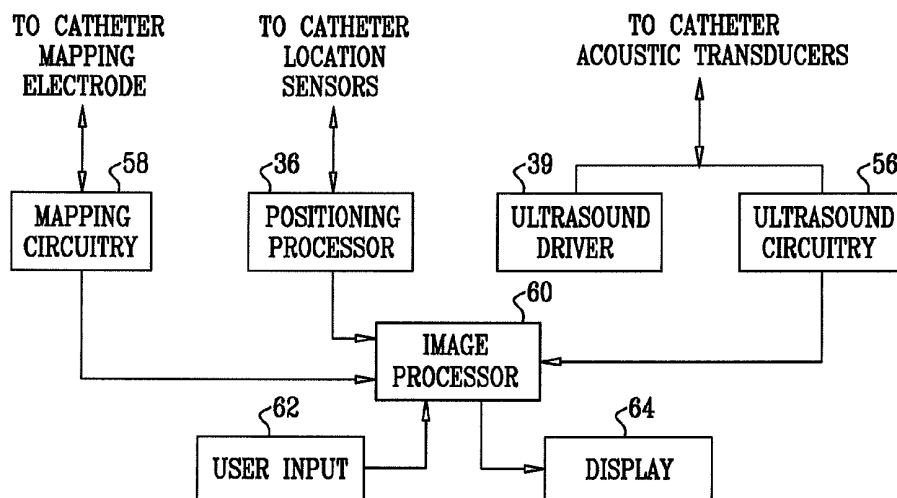 TO CATHETER
MAPPING
ELECTRODE
TO CATHETER
LOCATION
SENSORS
TO CATHETER
ACOUSTIC TRANSDUCERS
58
MAPPING
CIRCUITRY
36
POSITIONING
PROCESSOR
39
ULTRASOUND
DRIVER
56
ULTRASOUND
CIRCUITRY
60
IMAGE
PROCESSOR
62
USER INPUT
64
DISPLAY